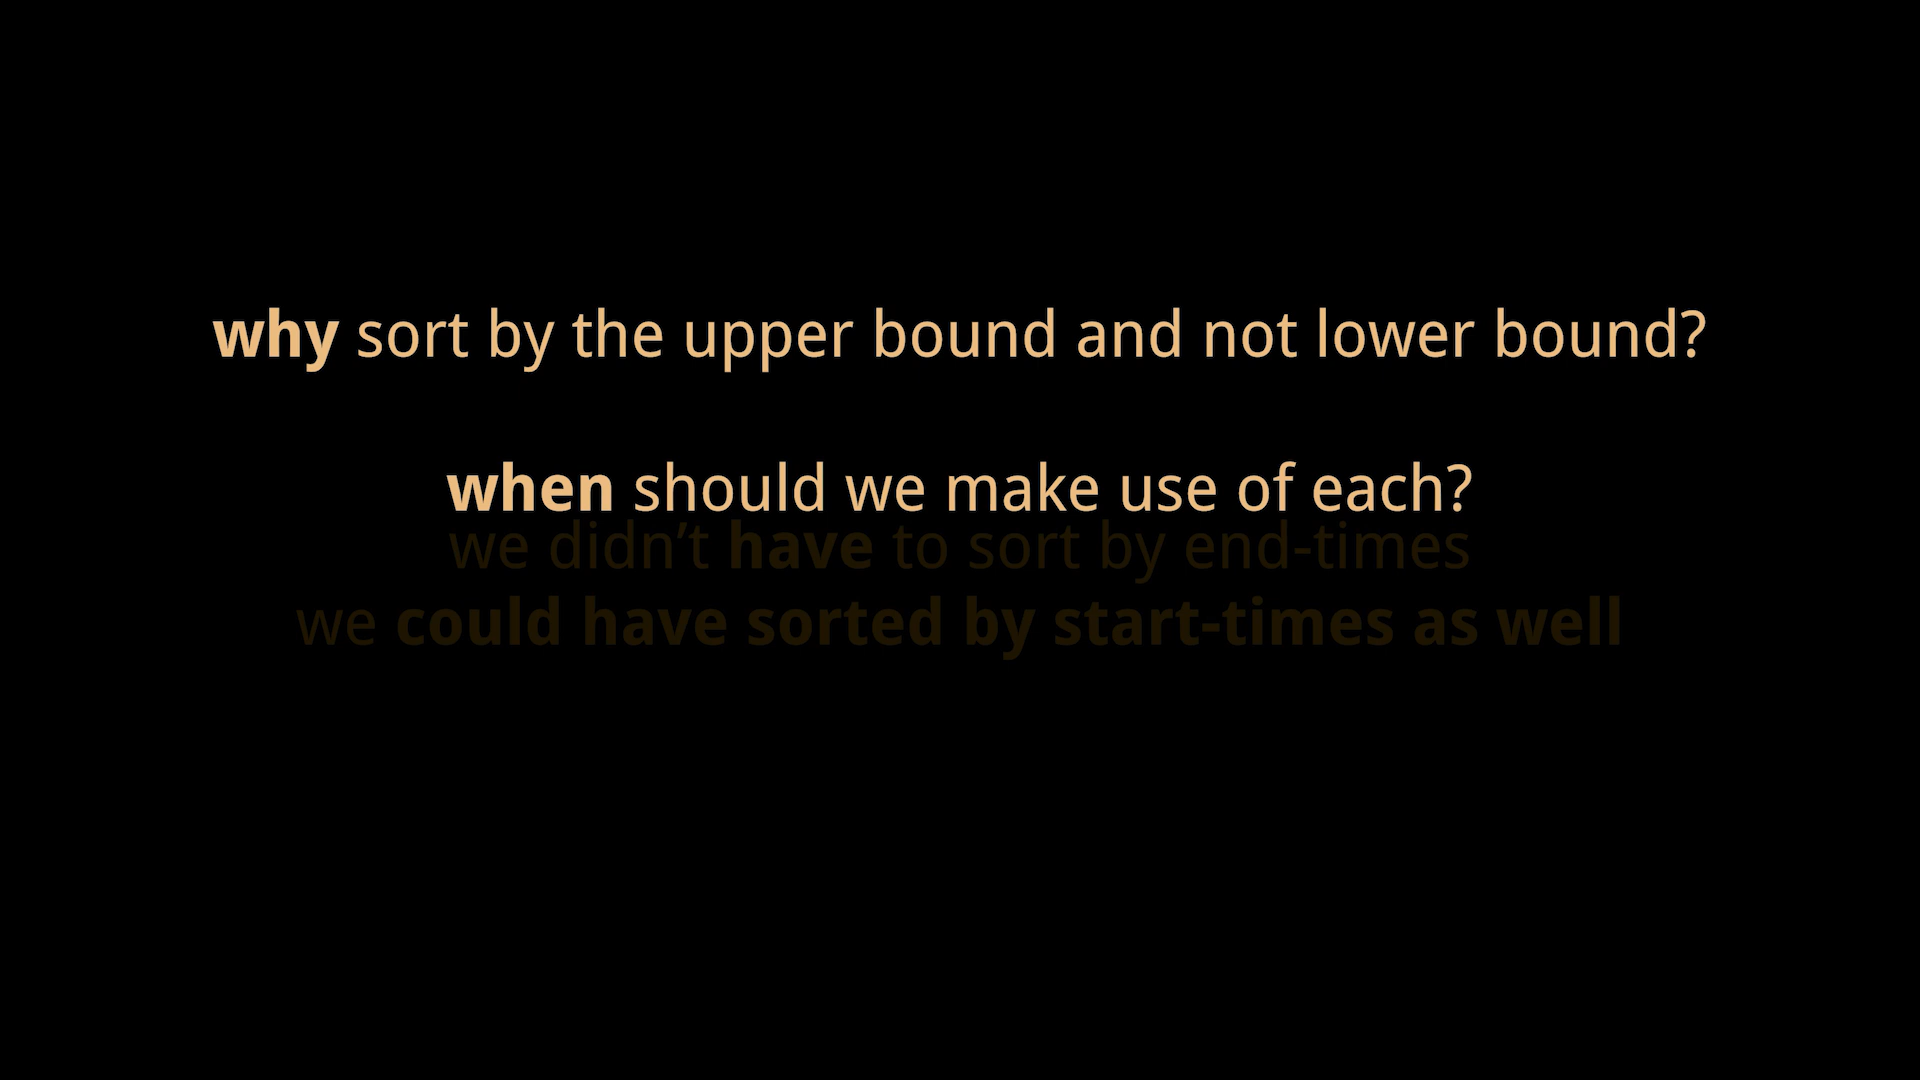 why sort by the upper bound and not lower bound?
when should we make use of each?
we didn’t have to sort by end-times
we could have sorted by start-times as well